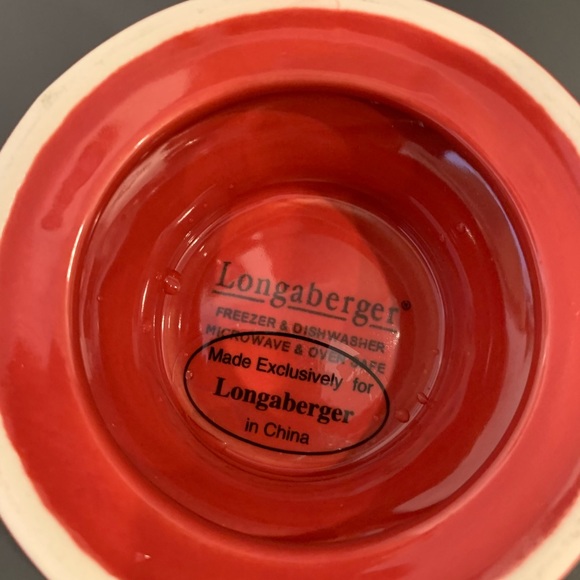 Longaberger®
FREEZER & DISHWASHER
MICROWAVE & OVEN SAFE
Made Exclusively for
Longaberger
in China